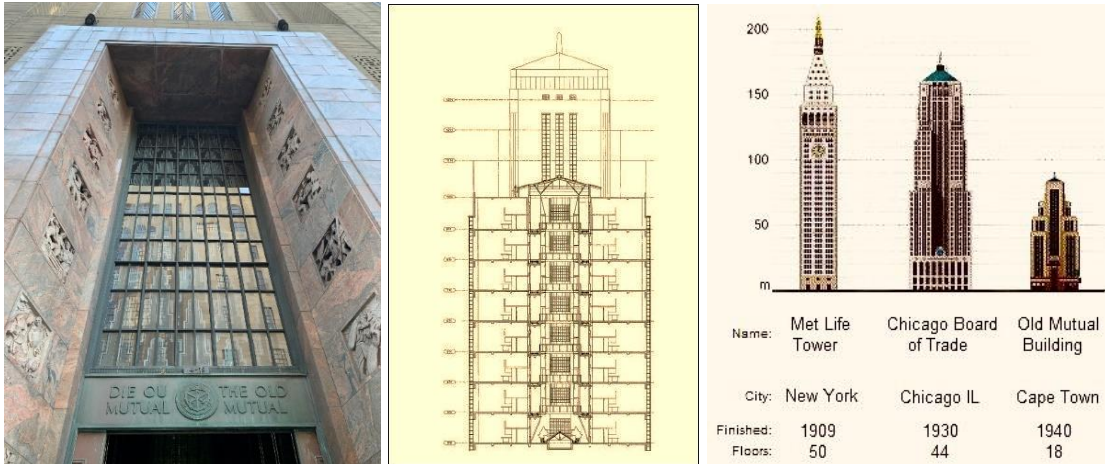 DIE OU THE OLD
MUTUAL MUTUAL
200
150
100
50
m
Name: Met Life Tower Chicago Board of Trade Old Mutual Building
City: New York Chicago IL Cape Town
Finished: 1909 1930 1940
Floors: 50 44 18